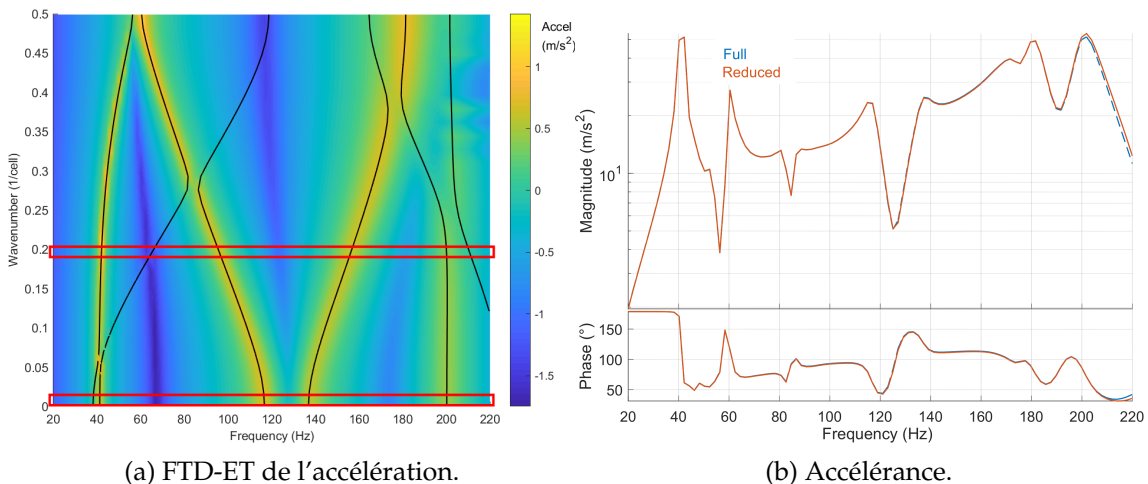 0.5
0.45
0.4
0.35
0.3
0.25
0.2
0.15
0.1
0.05
0
Wavenumber (1/cell)
20 40 60 80 100 120 140 160 180 200 220
Frequency (Hz)
Accel
(m/s²)
1
0.5
0
-0.5
-1
-1.5
(a) FTD-ET de l'accélération.
Full
Reduced
Magnitude (m/s²)
10¹
Phase (°)
150
100
50
20 40 60 80 100 120 140 160 180 200 220
Frequency (Hz)
(b) Accélérance.